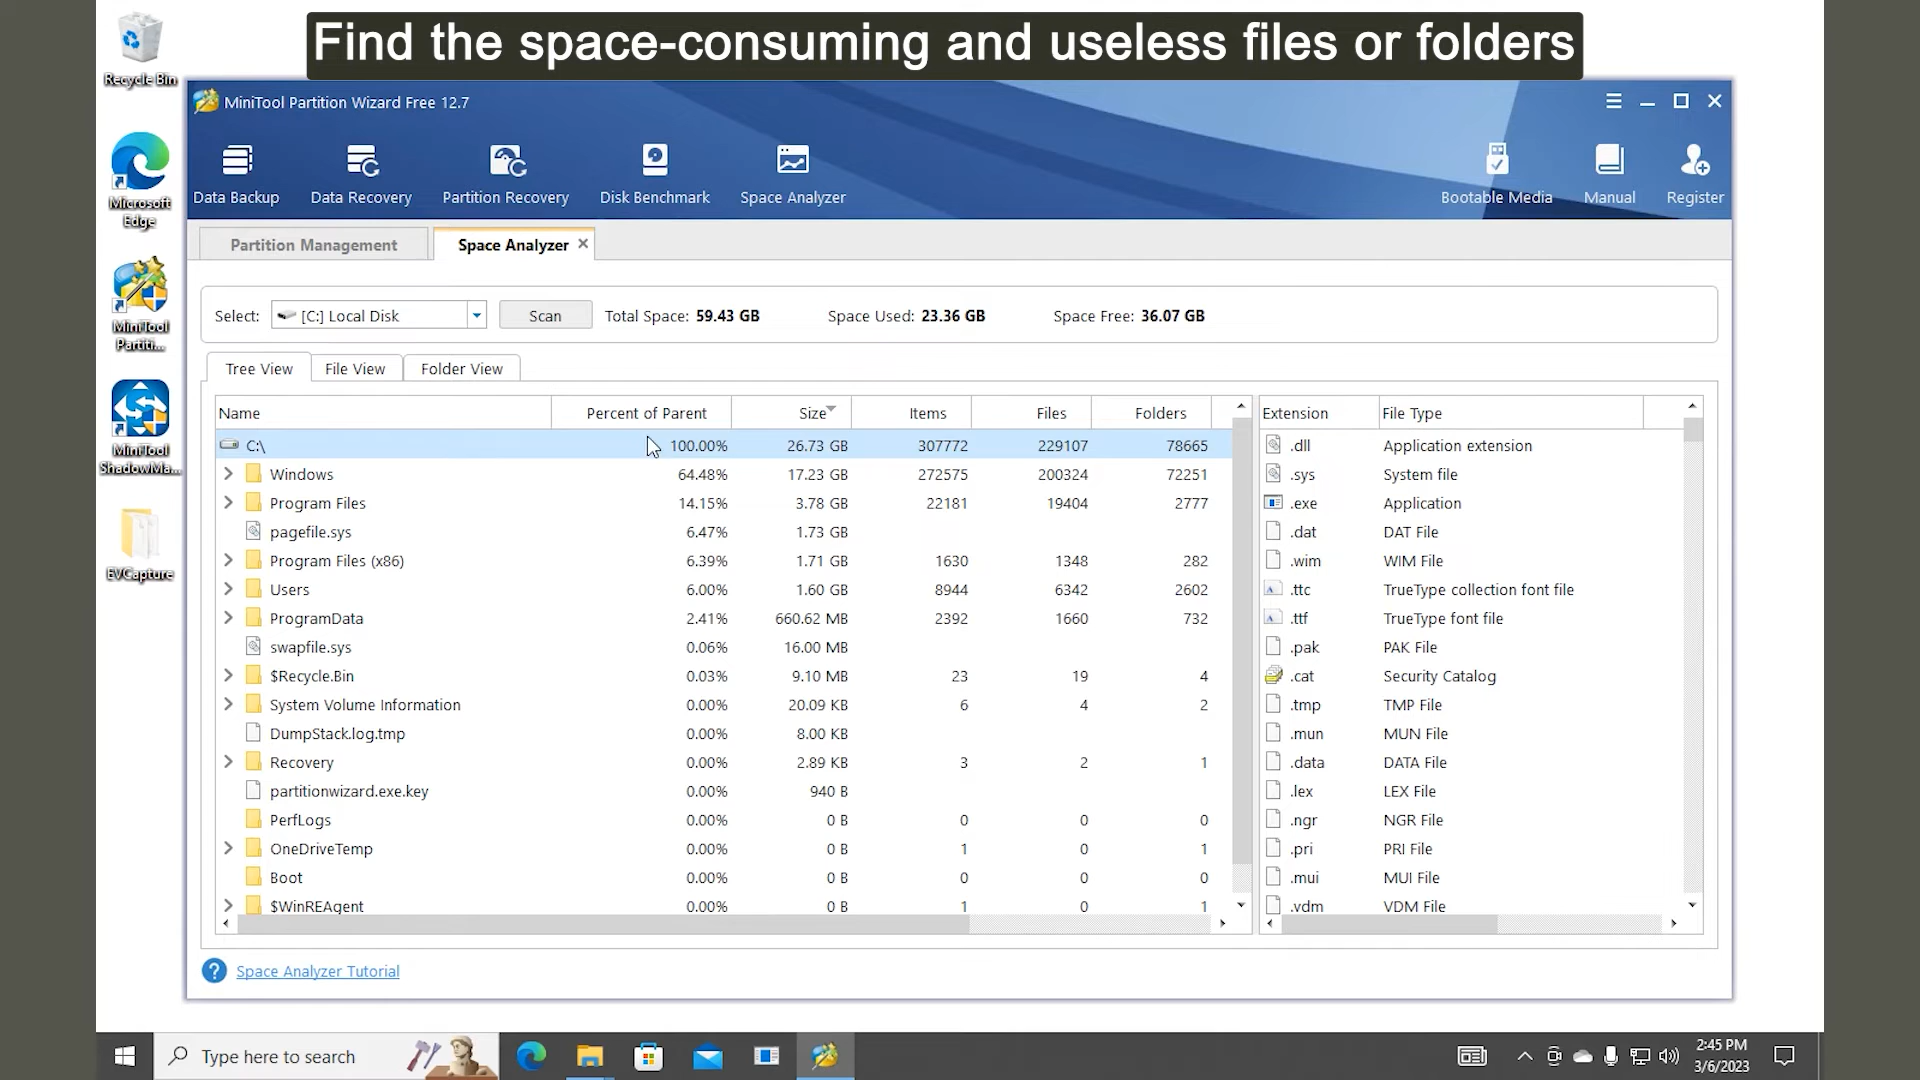 Find the space-consuming and useless files or folders
Recycle Bin
Microsoft
Edge
MiniTool
Partiti...
MiniTool
ShadowMa...
EVCapture
MiniTool Partition Wizard Free 12.7
Data Backup Data Recovery Partition Recovery Disk Benchmark Space Analyzer Bootable Media Manual Register
Partition Management Space Analyzer
Select: [C:] Local Disk Scan Total Space: 59.43 GB Space Used: 23.36 GB Space Free: 36.07 GB
Tree View File View Folder View
Name Percent of Parent Size Items Files Folders Extension File Type
C:\ 100.00% 26.73 GB 307772 229107 78665 .dll Application extension
Windows 64.48% 17.23 GB 272575 200324 72251 .sys System file
Program Files 14.15% 3.78 GB 22181 19404 2777 .exe Application
pagefile.sys 6.47% 1.73 GB .dat DAT File
Program Files (x86) 6.39% 1.71 GB 1630 1348 282 .wim WIM File
Users 6.00% 1.60 GB 8944 6342 2602 .ttc TrueType collection font file
ProgramData 2.41% 660.62 MB 2392 1660 732 .ttf TrueType font file
swapfile.sys 0.06% 16.00 MB .pak PAK File
$Recycle.Bin 0.03% 9.10 MB 23 19 4 .cat Security Catalog
System Volume Information 0.00% 20.09 KB 6 4 2 .tmp TMP File
DumpStack.log.tmp 0.00% 8.00 KB .mun MUN File
Recovery 0.00% 2.89 KB 3 2 1 .data DATA File
partitionwizard.exe.key 0.00% 940 B .lex LEX File
PerfLogs 0.00% 0 B 0 0 0 .ngr NGR File
OneDriveTemp 0.00% 0 B 1 0 1 .pri PRI File
Boot 0.00% 0 B 0 0 0 .mui MUI File
$WinREAgent 0.00% 0 B 1 0 1 .vdm VDM File
Space Analyzer Tutorial
Type here to search
2:45 PM
3/6/2023